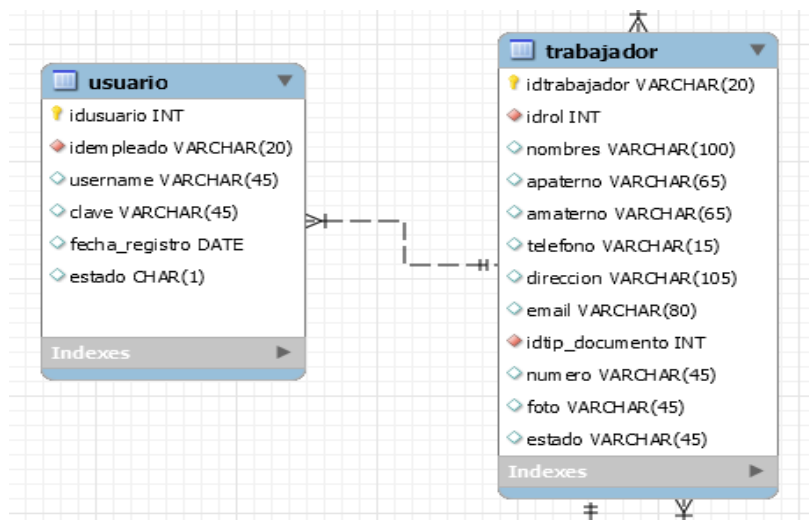 usuario
idusuario INT
idempleado VARCHAR(20)
username VARCHAR(45)
clave VARCHAR(45)
fecha_registro DATE
estado CHAR(1)
Indexes
trabajador
idtrabajador VARCHAR(20)
idrol INT
nombres VARCHAR(100)
apaterno VARCHAR(65)
amaterno VARCHAR(65)
telefono VARCHAR(15)
direccion VARCHAR(105)
email VARCHAR(80)
idtip_documento INT
numero VARCHAR(45)
foto VARCHAR(45)
estado VARCHAR(45)
Indexes